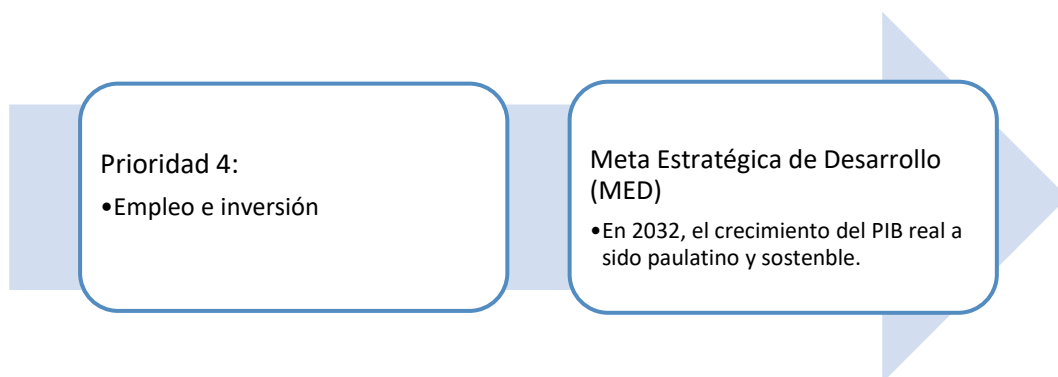 Prioridad 4:
•Empleo e inversión
Meta Estratégica de Desarrollo
(MED)
•En 2032, el crecimiento del PIB real a
sido paulatino y sostenble.